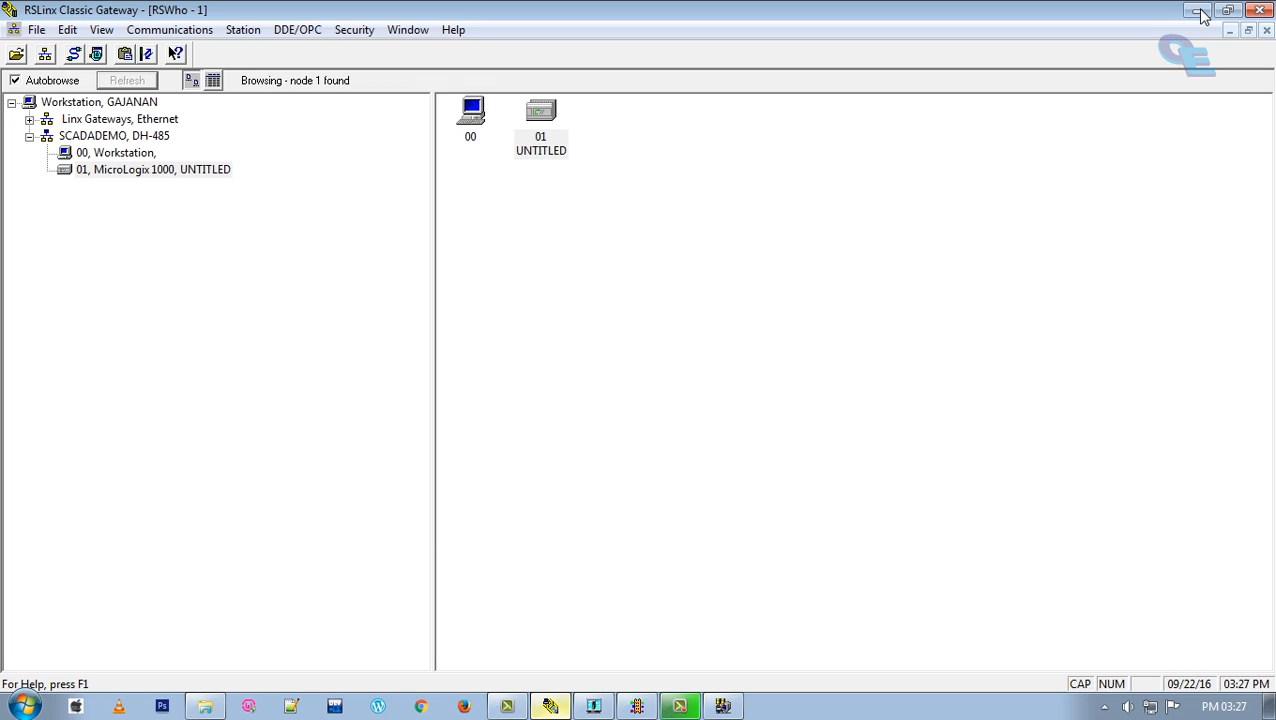 RSLinx Classic Gateway - [RSWho - 1]
File Edit View Communications Station DDE/OPC Security Window Help
Autobrowse Refresh Browsing - node 1 found
Workstation, GAJANAN
Linx Gateways, Ethernet
SCADADEMO, DH-485
00, Workstation,
01, MicroLogix 1000, UNTITLED
00
01
UNTITLED
For Help, press F1
CAP NUM 09/22/16 03:27 PM
PM 03:27